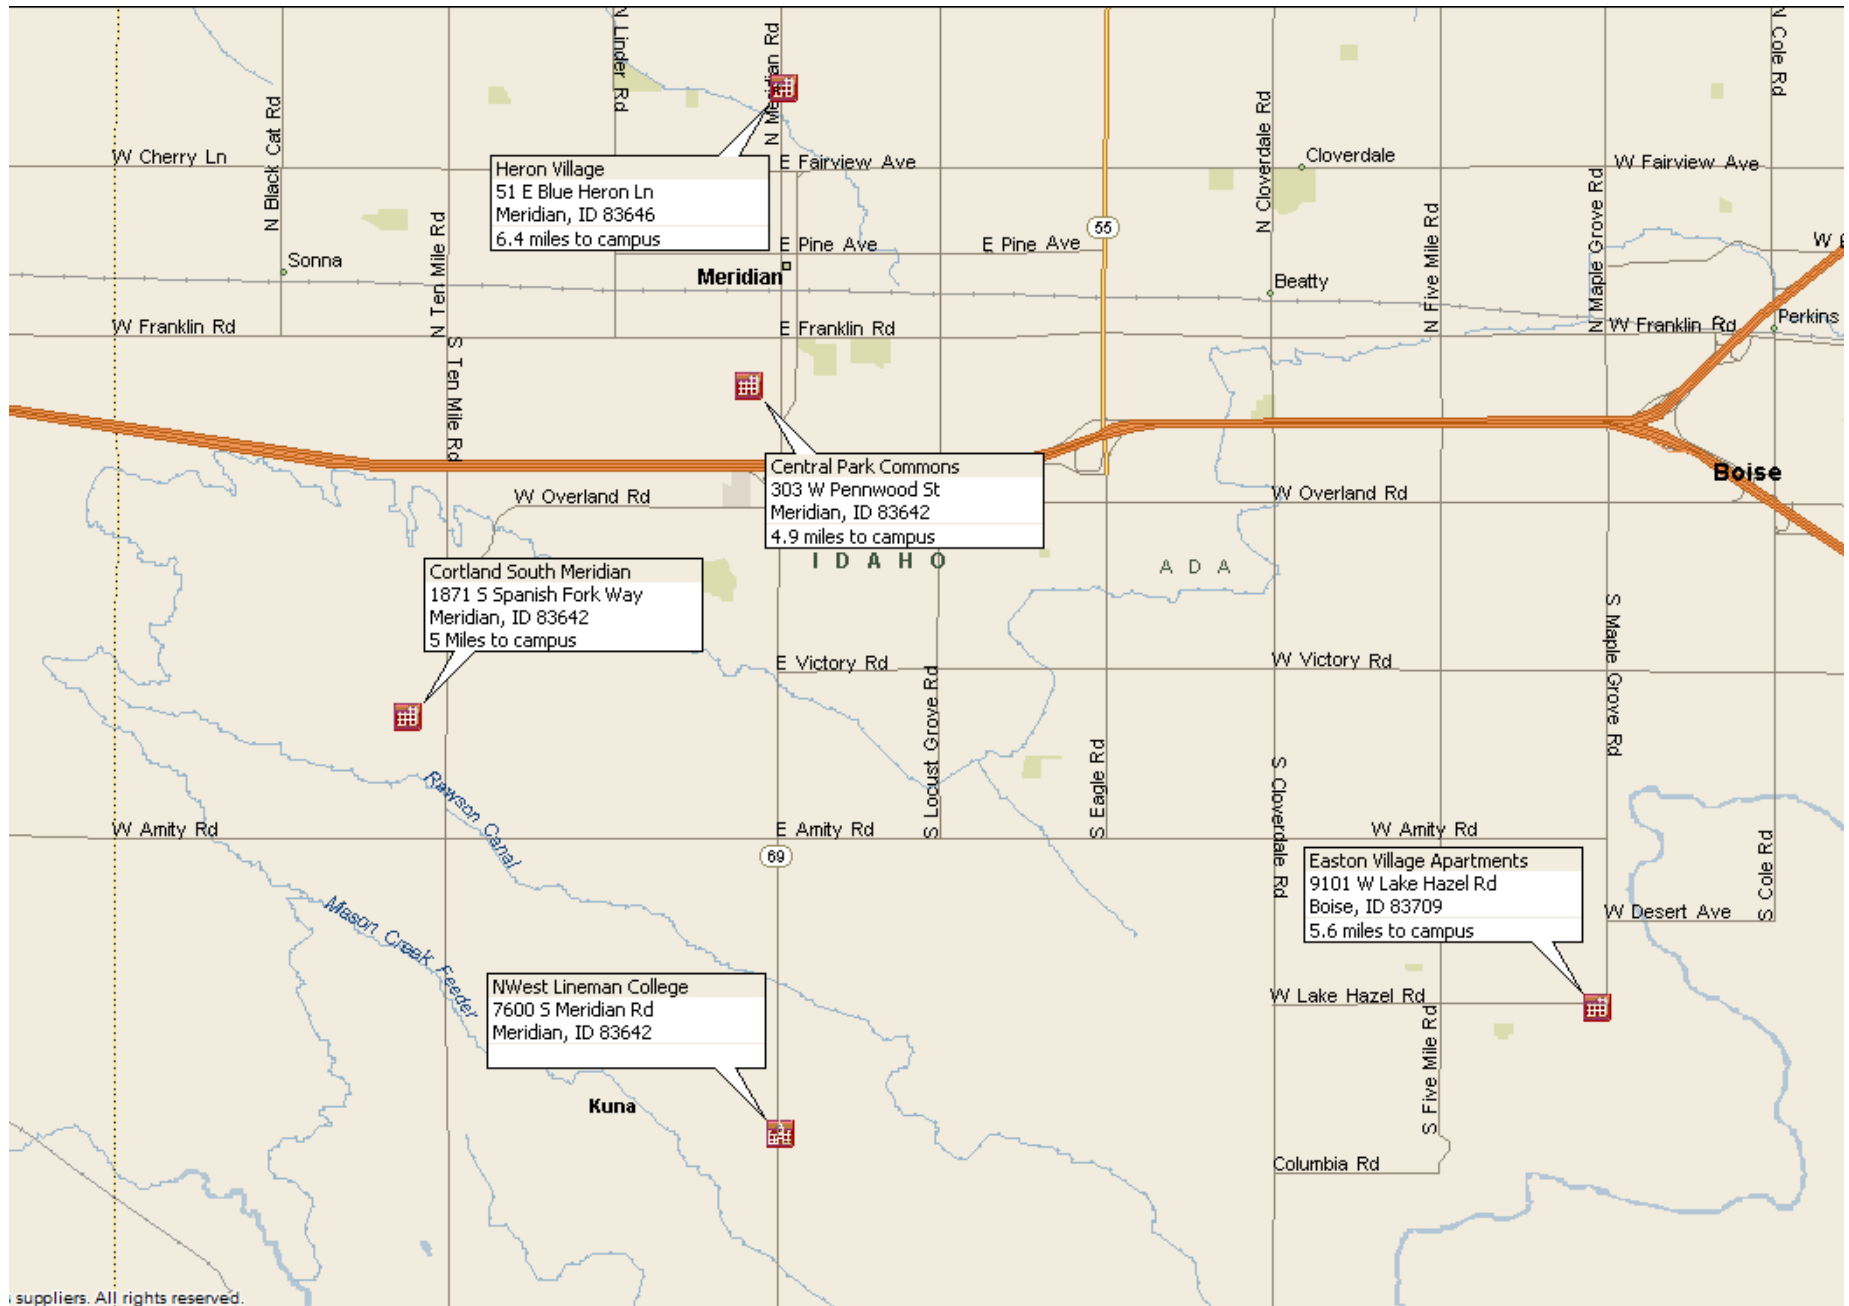 N Linder Rd
N Meridian Rd
N Cole Rd
N Black Cat Rd
N Cloverdale Rd
W Cherry Ln
E Fairview Ave
Cloverdale
W Fairview Ave
Heron Village
51 E Blue Heron Ln
Meridian, ID 83646
6.4 miles to campus
N Ten Mile Rd
N Five Mile Rd
N Maple Grove Rd
55
E Pine Ave
E Pine Ave
W
Sonna
Meridian
Beatty
W Franklin Rd
E Franklin Rd
W Franklin Rd
Perkins
S Ten Mile Rd
Central Park Commons
303 W Pennwood St
Meridian, ID 83642
4.9 miles to campus
Boise
W Overland Rd
W Overland Rd
IDAHO
ADA
Cortland South Meridian
1871 S Spanish Fork Way
Meridian, ID 83642
5 Miles to campus
S Maple Grove Rd
E Victory Rd
W Victory Rd
S Locust Grove Rd
S Eagle Rd
S Cloverdale Rd
Rawson Canal
W Amity Rd
E Amity Rd
W Amity Rd
69
S Cole Rd
Easton Village Apartments
9101 W Lake Hazel Rd
Boise, ID 83709
5.6 miles to campus
W Desert Ave
Mason Creek Feeder
NWest Lineman College
7600 S Meridian Rd
Meridian, ID 83642
W Lake Hazel Rd
S Five Mile Rd
Kuna
Columbia Rd
suppliers. All rights reserved.